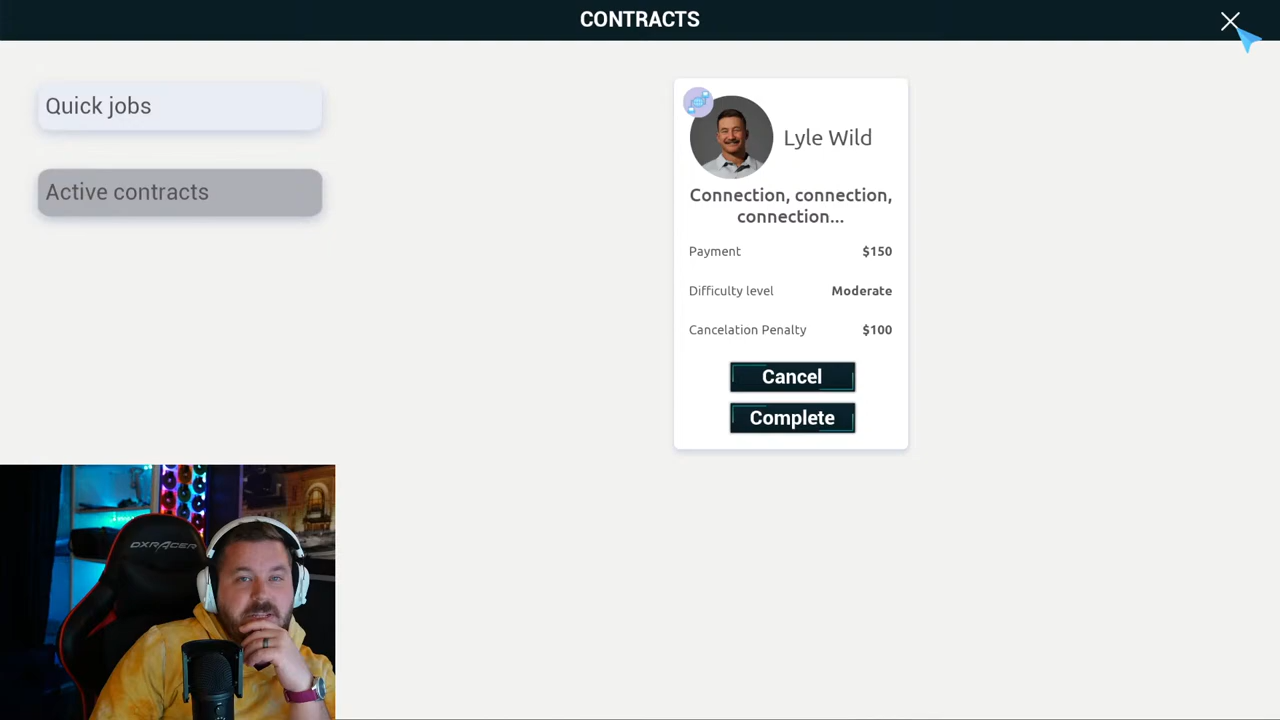 CONTRACTS
Quick jobs
Active contracts
Lyle Wild
Connection, connection,
connection...
Payment $150
Difficulty level Moderate
Cancelation Penalty $100
Cancel
Complete
DXRACER